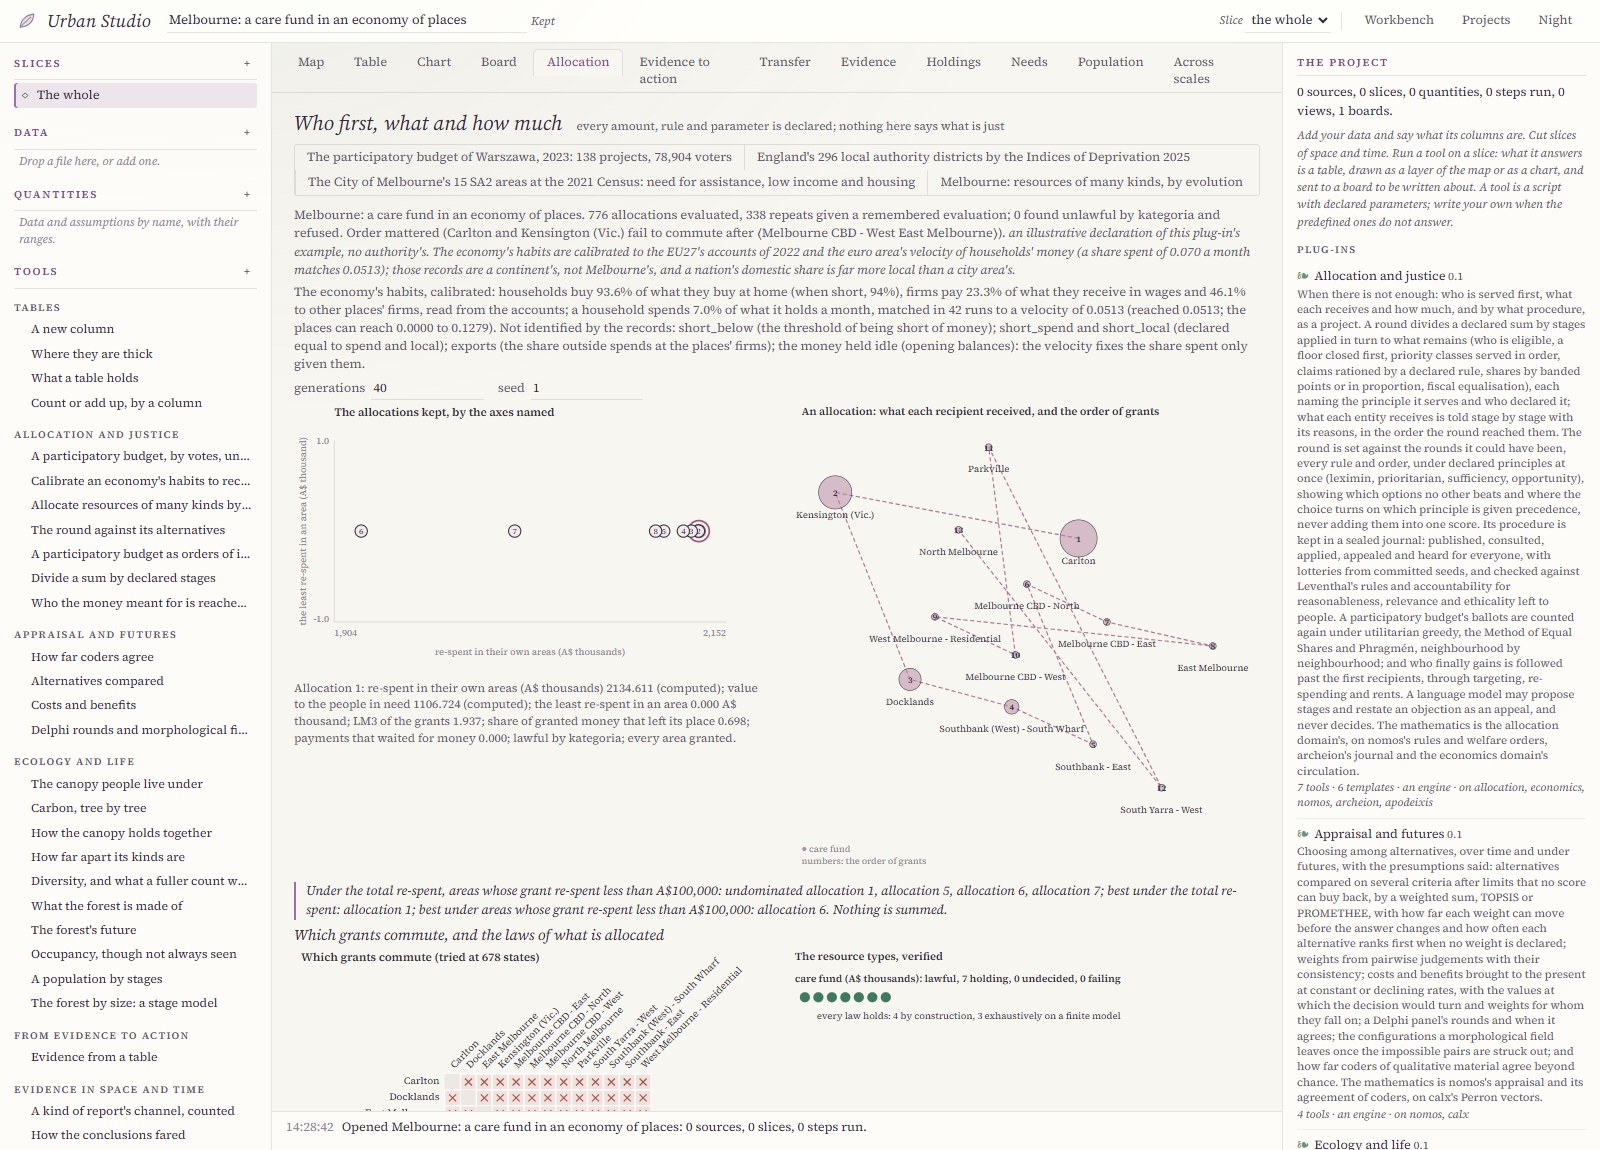 Urban Studio
Melbourne: a care fund in an economy of places
Kept
Slice the whole
Workbench
Projects
Night
SLICES +
The whole
DATA +
Drop a file here, or add one.
QUANTITIES +
Data and assumptions by name, with their
ranges.
TOOLS +
TABLES
A new column
Where they are thick
What a table holds
Count or add up, by a column
ALLOCATION AND JUSTICE
A participatory budget, by votes, un...
Calibrate an economy's habits to rec...
Allocate resources of many kinds by...
The round against its alternatives
A participatory budget as orders of i...
Divide a sum by declared stages
Who the money meant for is reache...
APPRAISAL AND FUTURES
How far coders agree
Alternatives compared
Costs and benefits
Delphi rounds and morphological fi...
ECOLOGY AND LIFE
The canopy people live under
Carbon, tree by tree
How the canopy holds together
How far apart its kinds are
Diversity, and what a fuller count w...
What the forest is made of
The forest's future
Occupancy, though not always seen
A population by stages
The forest by size: a stage model
FROM EVIDENCE TO ACTION
Evidence from a table
EVIDENCE IN SPACE AND TIME
A kind of report's channel, counted
How the conclusions fared
Map
Table
Chart
Board
Allocation
Evidence to
action
Transfer
Evidence
Holdings
Needs
Population
Across
scales
Who first, what and how much
every amount, rule and parameter is declared; nothing here says what is just
The participatory budget of Warszawa, 2023: 138 projects, 78,904 voters
England's 296 local authority districts by the Indices of Deprivation 2025
The City of Melbourne's 15 SA2 areas at the 2021 Census: need for assistance, low income and housing
Melbourne: resources of many kinds, by evolution
Melbourne: a care fund in an economy of places. 776 allocations evaluated, 338 repeats given a remembered evaluation; 0 found unlawful by kategoria and
refused. Order mattered (Carlton and Kensington (Vic.) fail to commute after ⟨Melbourne CBD - West East Melbourne⟩). an illustrative declaration of this plug-in's
example, no authority's. The economy's habits are calibrated to the EU27's accounts of 2022 and the euro area's velocity of households' money (a share spent of 0.070 a month
matches 0.0513); those records are a continent's, not Melbourne's, and a nation's domestic share is far more local than a city area's.
The economy's habits, calibrated: households buy 93.6% of what they buy at home (when short, 94%), firms pay 23.3% of what they receive in wages and 46.1%
to other places' firms, read from the accounts; a household spends 7.0% of what it holds a month, matched in 42 runs to a velocity of 0.0513 (reached 0.0513; the
places can reach 0.0000 to 0.1279). Not identified by the records: short_below (the threshold of being short of money); short_spend and short_local (declared
equal to spend and local); exports (the share outside spends at the places' firms); the money held idle (opening balances): the velocity fixes the share spent only
given them.
generations 40 seed 1
The allocations kept, by the axes named
the least re-spent in an area (A$ thousand)
1.0
-1.0
6
7
8
5
4
3
2
1,904
2,152
re-spent in their own areas (A$ thousands)
Allocation 1: re-spent in their own areas (A$ thousands) 2134.611 (computed); value
to the people in need 1106.724 (computed); the least re-spent in an area 0.000 A$
thousand; LM3 of the grants 1.937; share of granted money that left its place 0.698;
payments that waited for money 0.000; lawful by kategoria; every area granted.
An allocation: what each recipient received, and the order of grants
11
Parkville
2
Kensington (Vic.)
13
North Melbourne
1
Carlton
6
Melbourne CBD - North
9
West Melbourne - Residential
7
Melbourne CBD - East
8
East Melbourne
10
Melbourne CBD - West
3
Docklands
4
Southbank (West) - South Wharf
5
Southbank - East
12
South Yarra - West
care fund
numbers: the order of grants
Under the total re-spent, areas whose grant re-spent less than A$100,000: undominated allocation 1, allocation 5, allocation 6, allocation 7; best under the total re-
spent: allocation 1; best under areas whose grant re-spent less than A$100,000: allocation 6. Nothing is summed.
Which grants commute, and the laws of what is allocated
Which grants commute (tried at 678 states)
Carlton
Docklands
East Melbourne
Kensington (Vic.)
Melbourne CBD - East
Melbourne CBD - North
Melbourne CBD - West
North Melbourne
Parkville
South Yarra - West
Southbank (West) - South Wharf
Southbank - East
West Melbourne - Residential
Carlton
Docklands
The resource types, verified
care fund (A$ thousands): lawful, 7 holding, 0 undecided, 0 failing
every law holds: 4 by construction, 3 exhaustively on a finite model
14:28:42 Opened Melbourne: a care fund in an economy of places: 0 sources, 0 slices, 0 steps run.
THE PROJECT
0 sources, 0 slices, 0 quantities, 0 steps run, 0
views, 1 boards.
Add your data and say what its columns are. Cut slices
of space and time. Run a tool on a slice: what it answers
is a table, drawn as a layer of the map or as a chart, and
sent to a board to be written about. A tool is a script
with declared parameters; write your own when the
predefined ones do not answer.
PLUG-INS
Allocation and justice 0.1
When there is not enough: who is served first, what
each receives and how much, and by what procedure,
as a project. A round divides a declared sum by stages
applied in turn to what remains (who is eligible, a
floor closed first, priority classes served in order,
claims rationed by a declared rule, shares by banded
points or in proportion, fiscal equalisation), each
naming the principle it serves and who declared it;
what each entity receives is told stage by stage with
its reasons, in the order the round reached them. The
round is set against the rounds it could have been,
every rule and order, under declared principles at
once (leximin, prioritarian, sufficiency, opportunity),
showing which options no other beats and where the
choice turns on which principle is given precedence,
never adding them into one score. Its procedure is
kept in a sealed journal: published, consulted,
applied, appealed and heard for everyone, with
lotteries from committed seeds, and checked against
Leventhal's rules and accountability for
reasonableness, relevance and ethicality left to
people. A participatory budget's ballots are counted
again under utilitarian greedy, the Method of Equal
Shares and Phragmén, neighbourhood by
neighbourhood; and who finally gains is followed
past the first recipients, through targeting, re-
spending and rents. A language model may propose
stages and restate an objection as an appeal, and
never decides. The mathematics is the allocation
domain's, on nomos's rules and welfare orders,
archeion's journal and the economics domain's
circulation.
7 tools · 6 templates · an engine · on allocation, economics,
nomos, archeion, apodeixis
Appraisal and futures 0.1
Choosing among alternatives, over time and under
futures, with the presumptions said: alternatives
compared on several criteria after limits that no score
can buy back, by a weighted sum, TOPSIS or
PROMETHEE, with how far each weight can move
before the answer changes and how often each
alternative ranks first when no weight is declared;
weights from pairwise judgements with their
consistency; costs and benefits brought to the present
at constant or declining rates, with the values at
which the decision would turn and weights for whom
they fall on; a Delphi panel's rounds and when it
agrees; the configurations a morphological field
leaves once the impossible pairs are struck out; and
how far coders of qualitative material agree beyond
chance. The mathematics is nomos's appraisal and its
agreement of coders, on calx's Perron vectors.
4 tools · an engine · on nomos, calx
Ecology and life 0.1